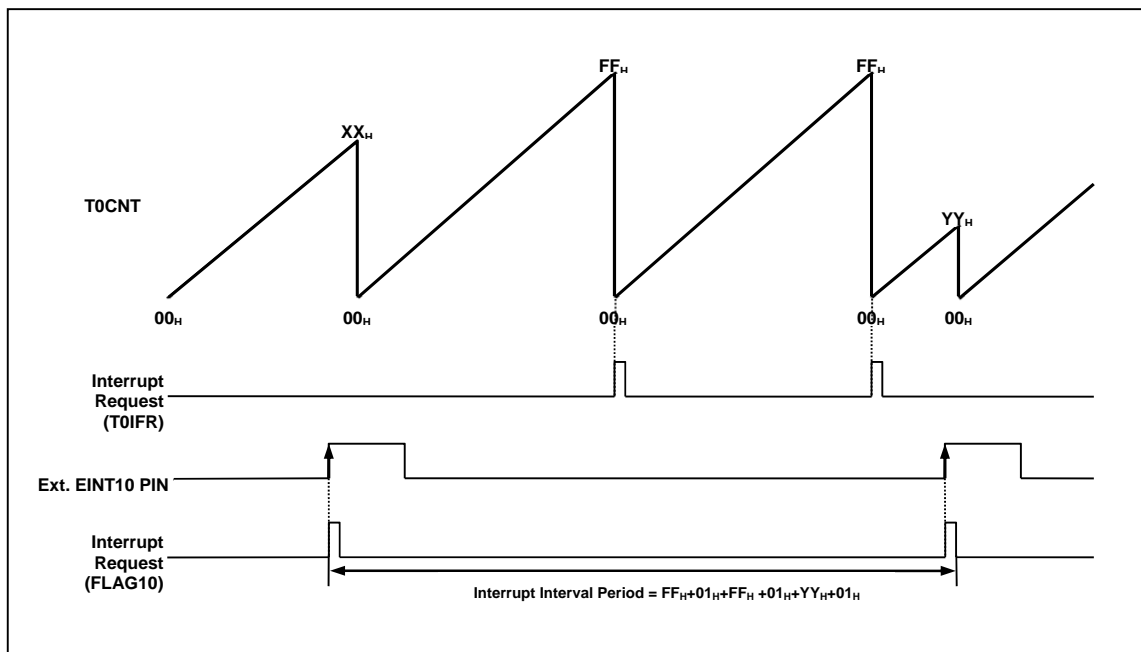 FFH FFH
XXH
T0CNT
YYH
00H 00H 00H 00H 00H
Interrupt
Request
(T0IFR)
Ext. EINT10 PIN
Interrupt
Request
(FLAG10)
Interrupt Interval Period = FFH+01H+FFH +01H+YYH+01H